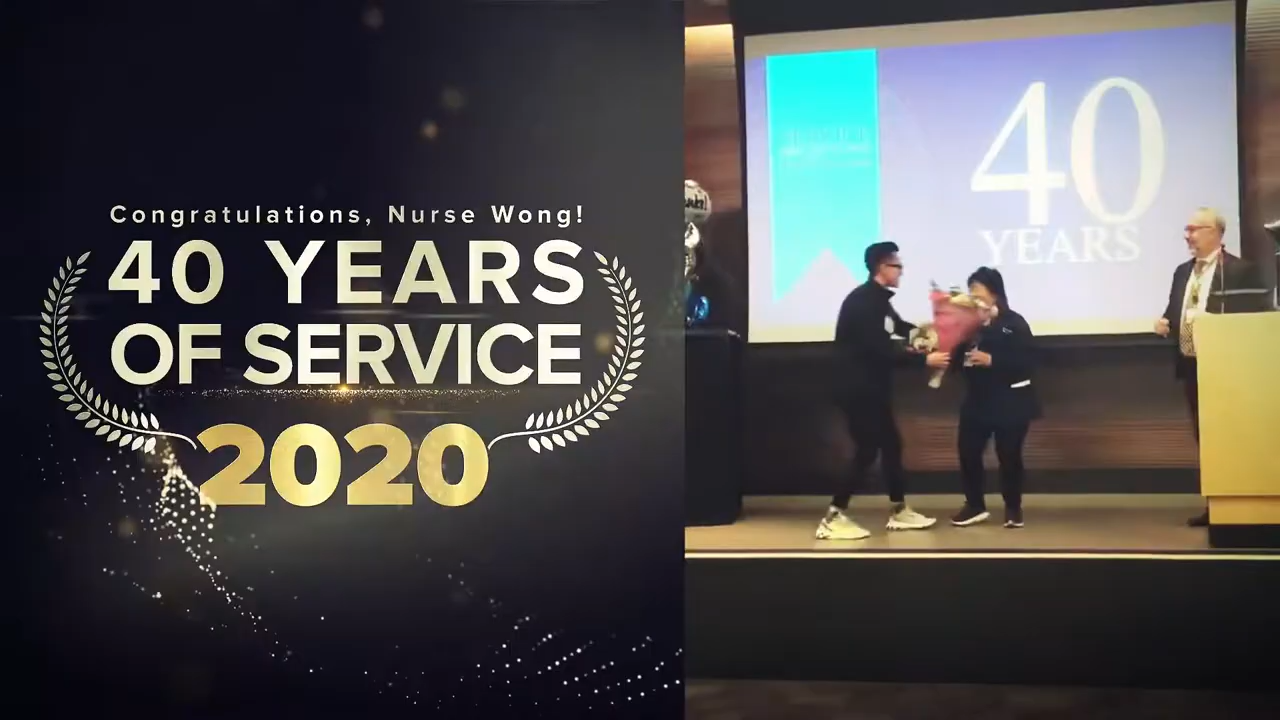 Congratulations, Nurse Wong!
40 YEARS
OF SERVICE
2020
40
YEARS